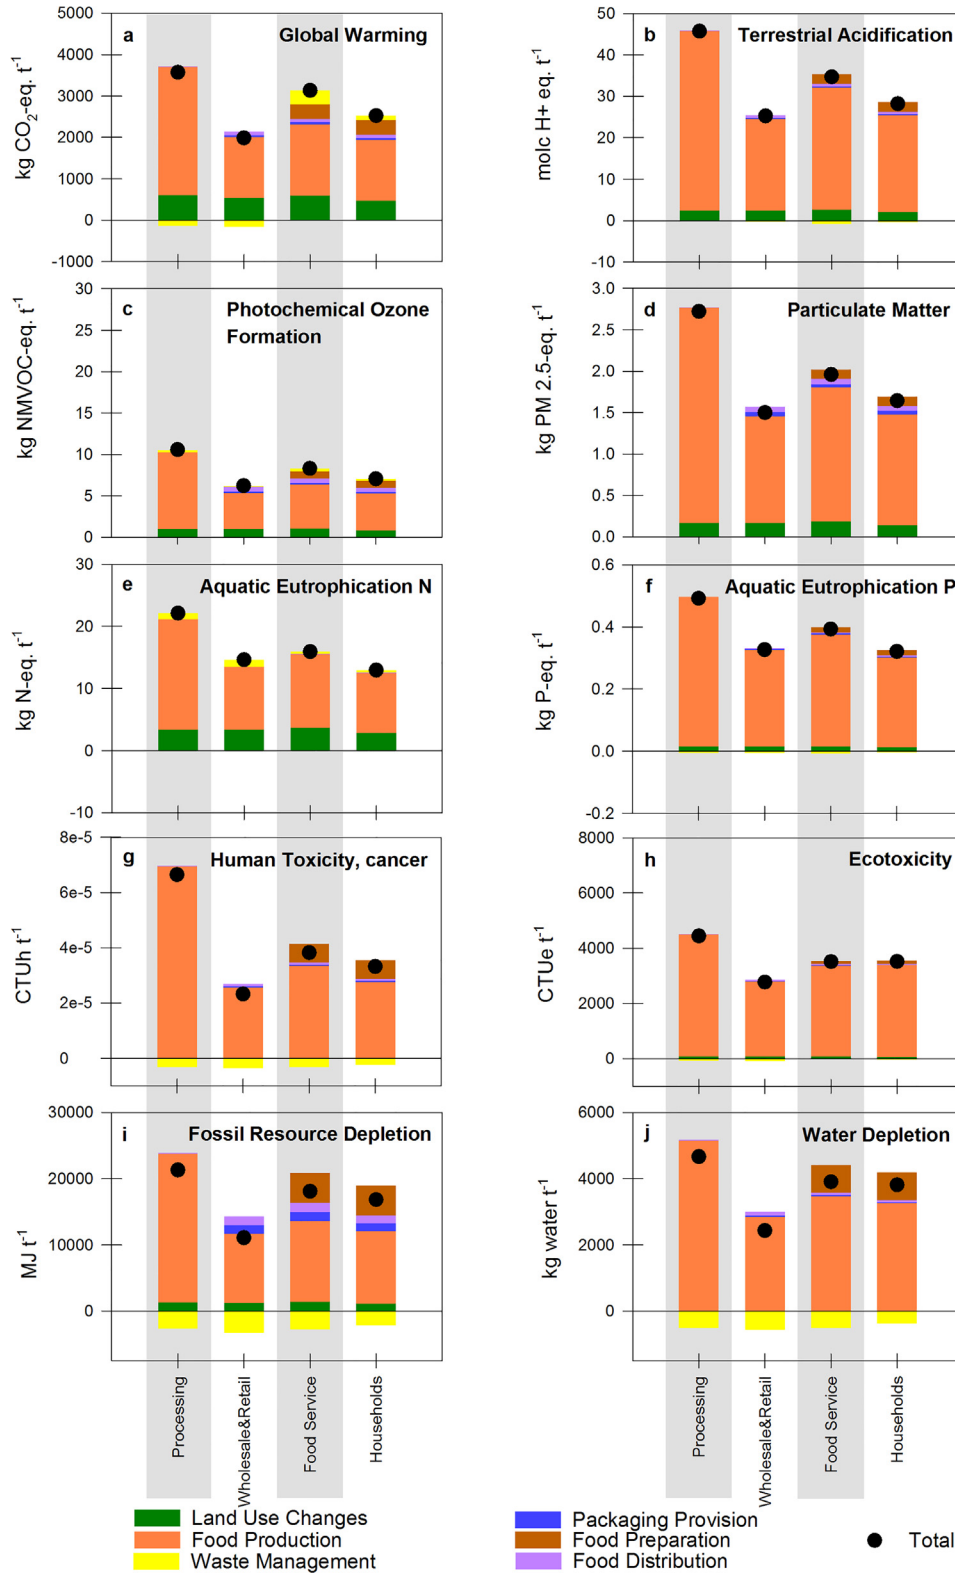 a Global Warming
kg CO₂-eq. t⁻¹
5000
4000
3000
2000
1000
0
-1000
b Terrestrial Acidification
molc H+ eq. t⁻¹
50
40
30
20
10
0
-10
c Photochemical Ozone
Formation
kg NMVOC-eq. t⁻¹
30
25
20
15
10
5
0
d Particulate Matter
kg PM 2.5-eq. t⁻¹
3.0
2.5
2.0
1.5
1.0
0.5
0.0
e Aquatic Eutrophication N
kg N-eq. t⁻¹
30
20
10
0
-10
f Aquatic Eutrophication P
kg P-eq. t⁻¹
0.6
0.4
0.2
0.0
-0.2
g Human Toxicity, cancer
CTUh t⁻¹
8e-5
6e-5
4e-5
2e-5
0
h Ecotoxicity
CTUe t⁻¹
8000
6000
4000
2000
0
i Fossil Resource Depletion
MJ t⁻¹
30000
20000
10000
0
j Water Depletion
kg water t⁻¹
6000
4000
2000
0
Processing
Wholesale&Retail
Food Service
Households
Processing
Wholesale&Retail
Food Service
Households
Land Use Changes
Food Production
Waste Management
Packaging Provision
Food Preparation
Food Distribution
Total